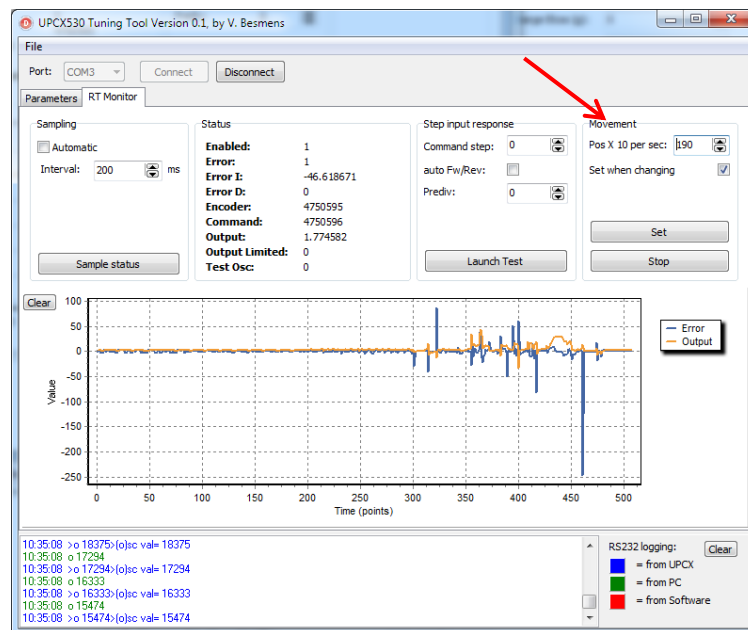 UPCX530 Tuning Tool Version 0.1, by V. Besmens
File
Port: COM3 Connect Disconnect
Parameters RT Monitor
Sampling
Automatic
Interval: 200 ms
Sample status
Status
Enabled: 1
Error: 1
Error I: -46.618671
Error D: 0
Encoder: 4750595
Command: 4750596
Output: 1.774582
Output Limited: 0
Test Osc: 0
Step input response
Command step: 0
auto Fw/Rev:
Prediv: 0
Launch Test
Movement
Pos X 10 per sec: 190
Set when changing
Set
Stop
Clear
100
50
0
-50
-100
-150
-200
-250
Value
0 50 100 150 200 250 300 350 400 450 500
Time (points)
Error
Output
10:35:08 >o 18375>(o)sc val= 18375
10:35:08 o 17294
10:35:08 >o 17294>(o)sc val= 17294
10:35:08 o 16333
10:35:08 >o 16333>(o)sc val= 16333
10:35:08 o 15474
10:35:08 >o 15474>(o)sc val= 15474
RS232 logging: Clear
= from UPCX
= from PC
= from Software